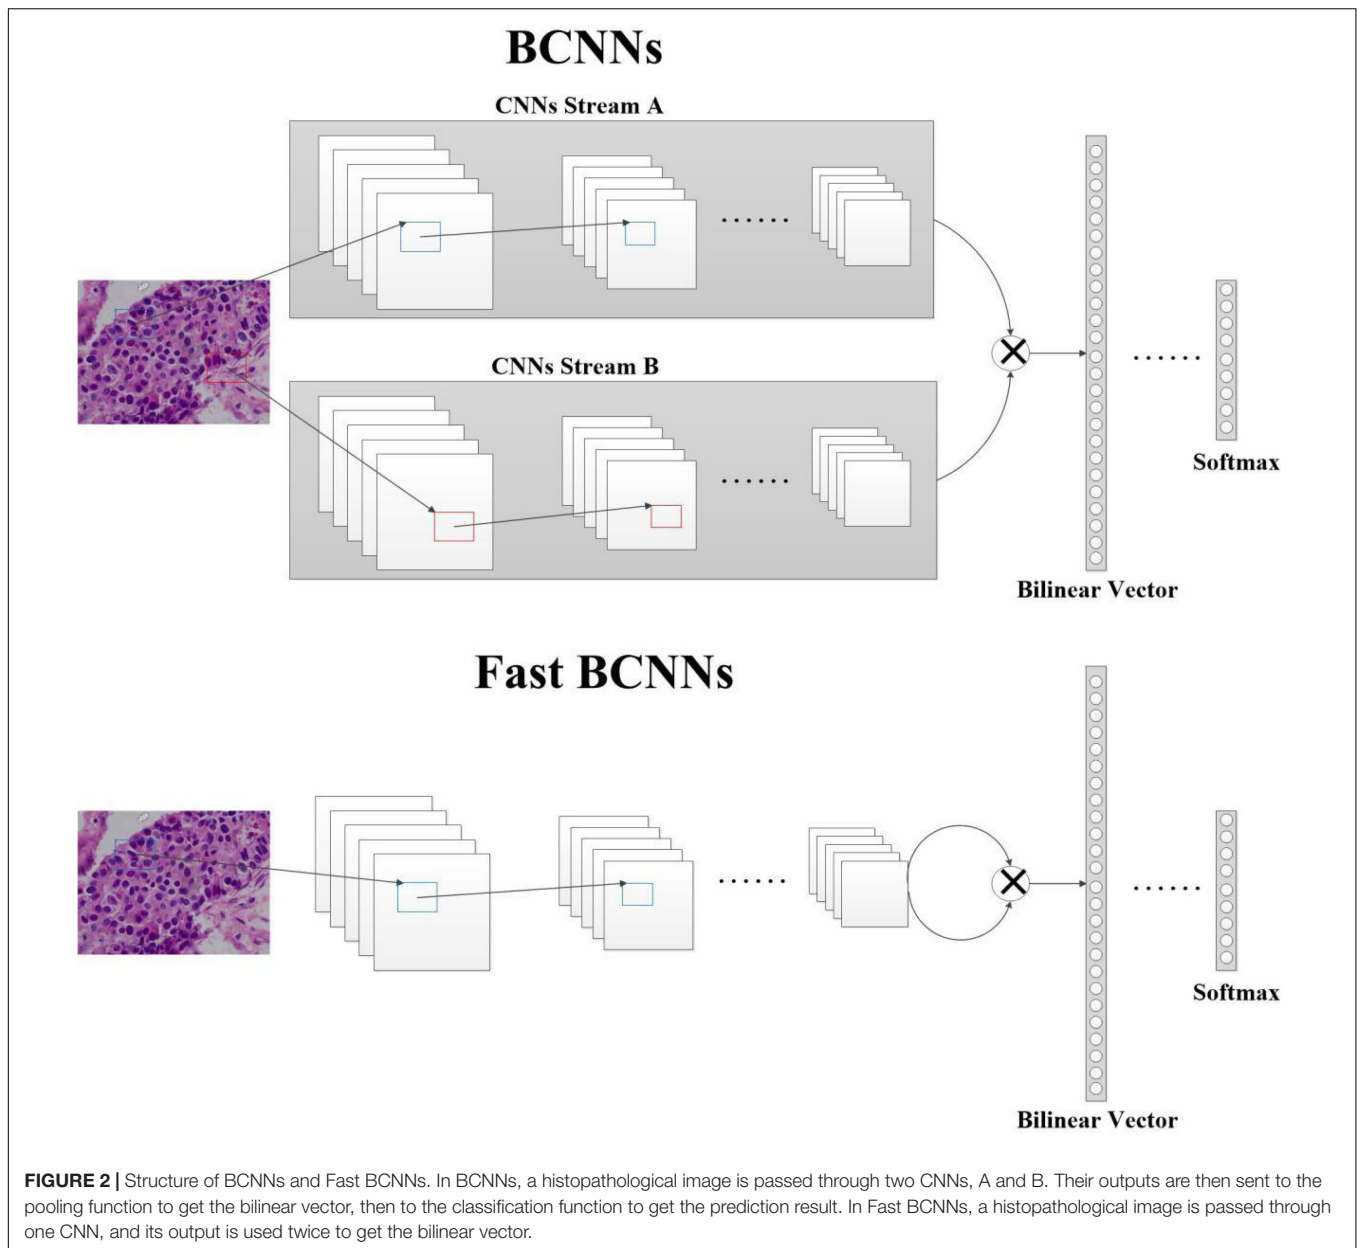 BCNNs
CNNs Stream A
CNNs Stream B
......
......
......
Softmax
Bilinear Vector
Fast BCNNs
......
......
Softmax
Bilinear Vector
FIGURE 2 | Structure of BCNNs and Fast BCNNs. In BCNNs, a histopathological image is passed through two CNNs, A and B. Their outputs are then sent to the
pooling function to get the bilinear vector, then to the classification function to get the prediction result. In Fast BCNNs, a histopathological image is passed through
one CNN, and its output is used twice to get the bilinear vector.